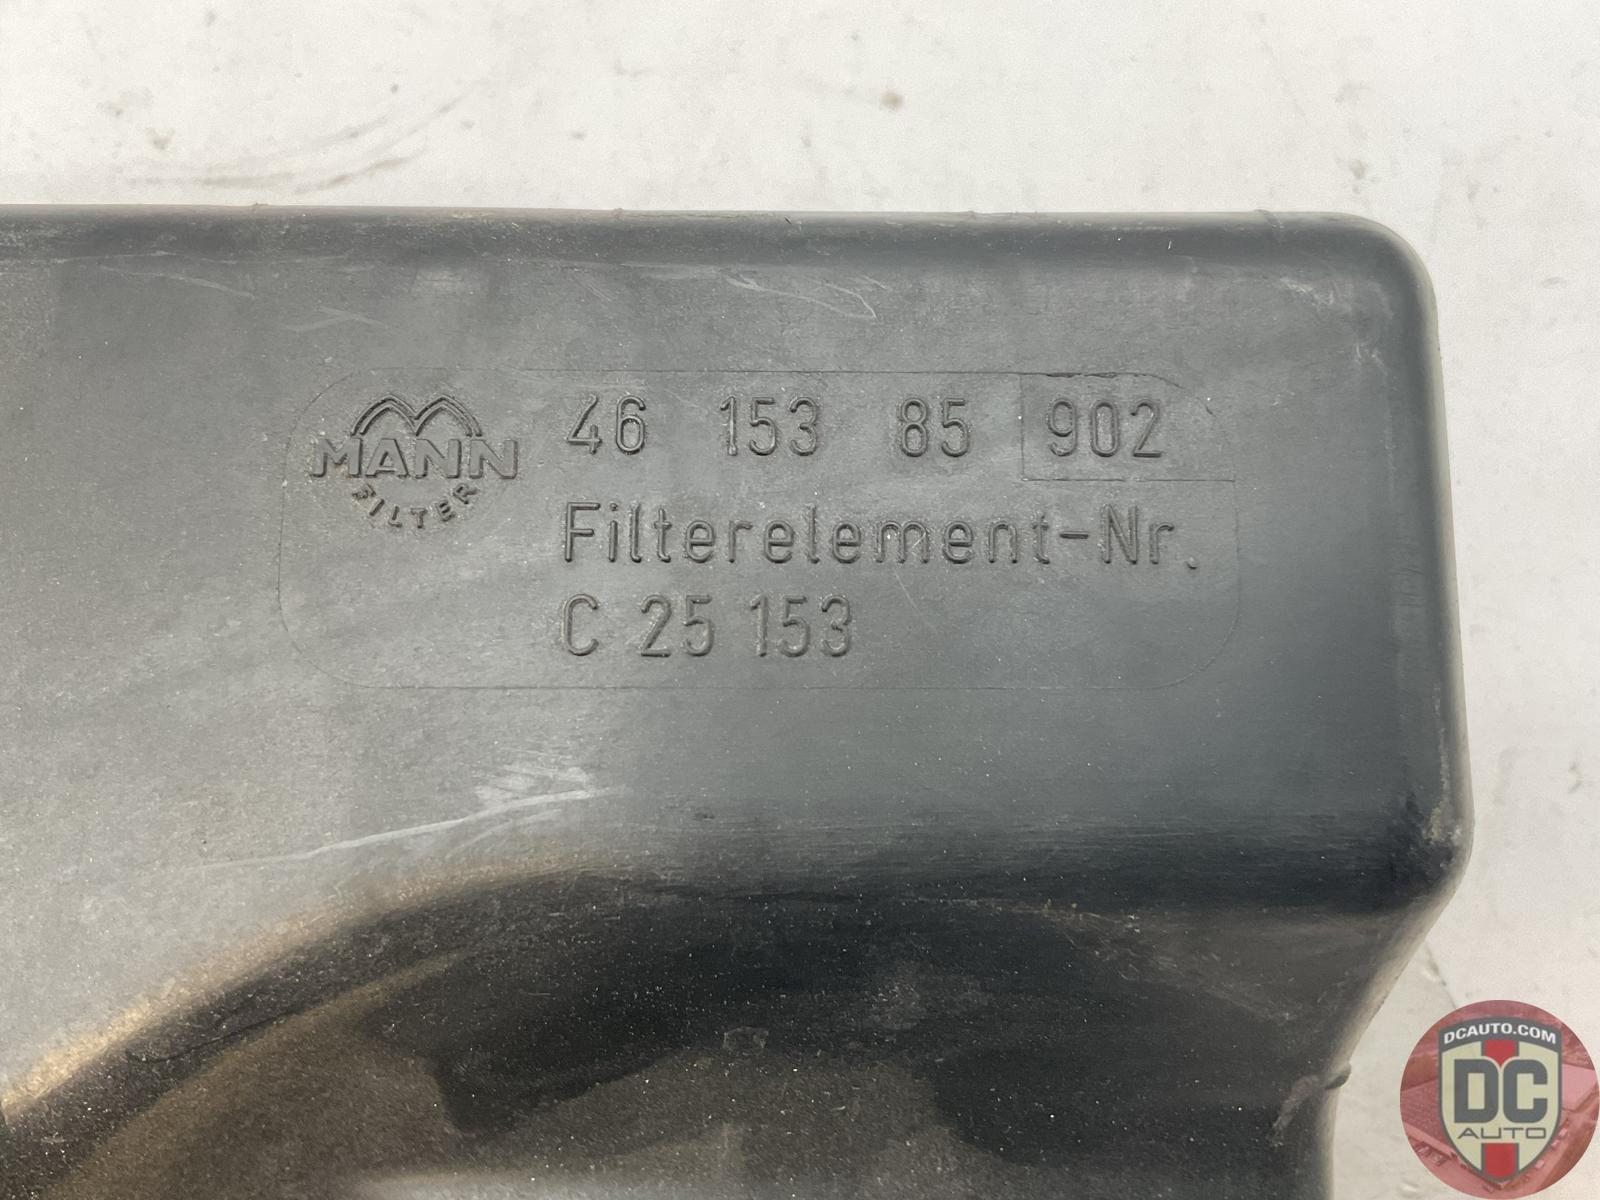 MANN
FILTER
46 153 85 902
Filterelement-Nr.
C 25 153
DCAUTO.COM
DC
AUTO